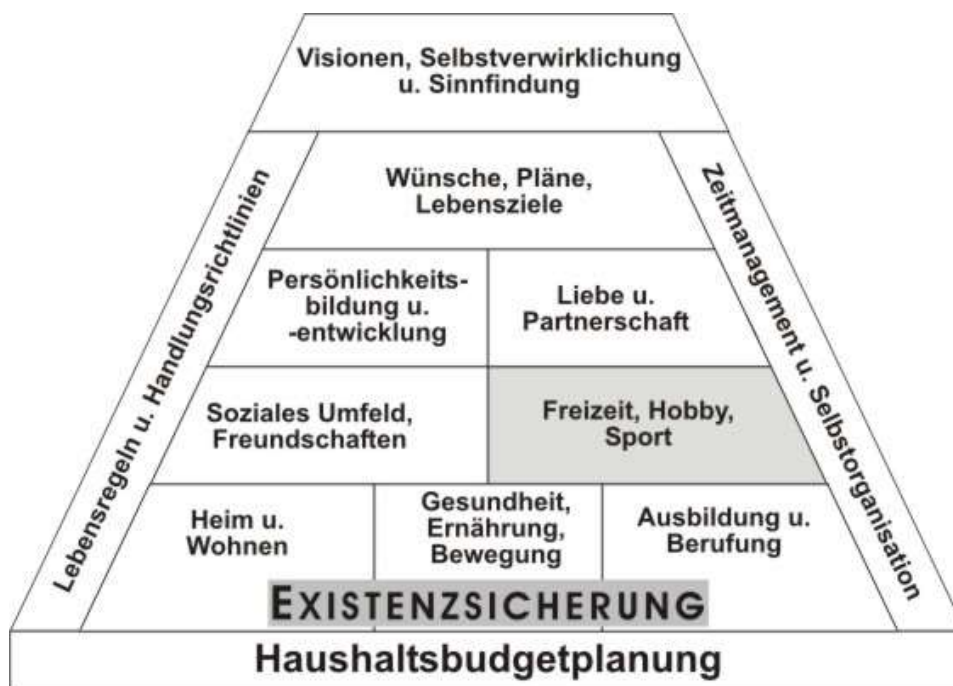 Visionen, Selbstverwirklichung
u. Sinnfindung
Lebensregeln u. Handlungsrichtlinien
Wünsche, Pläne,
Lebensziele
Zeitmanagement u. Selbstorganisation
Persönlichkeits-
bildung u.
-entwicklung
Liebe u.
Partnerschaft
Soziales Umfeld,
Freundschaften
Freizeit, Hobby,
Sport
Heim u.
Wohnen
Gesundheit,
Ernährung,
Bewegung
Ausbildung u.
Berufung
EXISTENZSICHERUNG
Haushaltsbudgetplanung